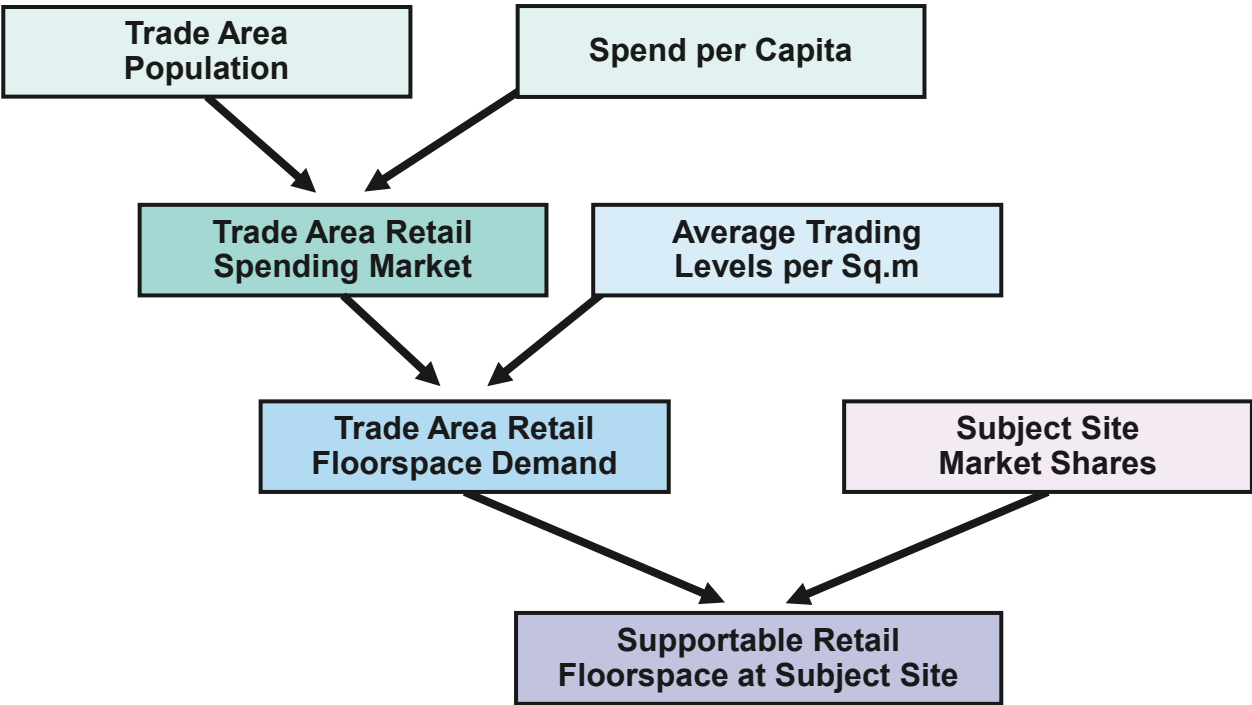 Trade Area
Population
Spend per Capita
Trade Area Retail
Spending Market
Average Trading
Levels per Sq.m
Trade Area Retail
Floorspace Demand
Subject Site
Market Shares
Supportable Retail
Floorspace at Subject Site